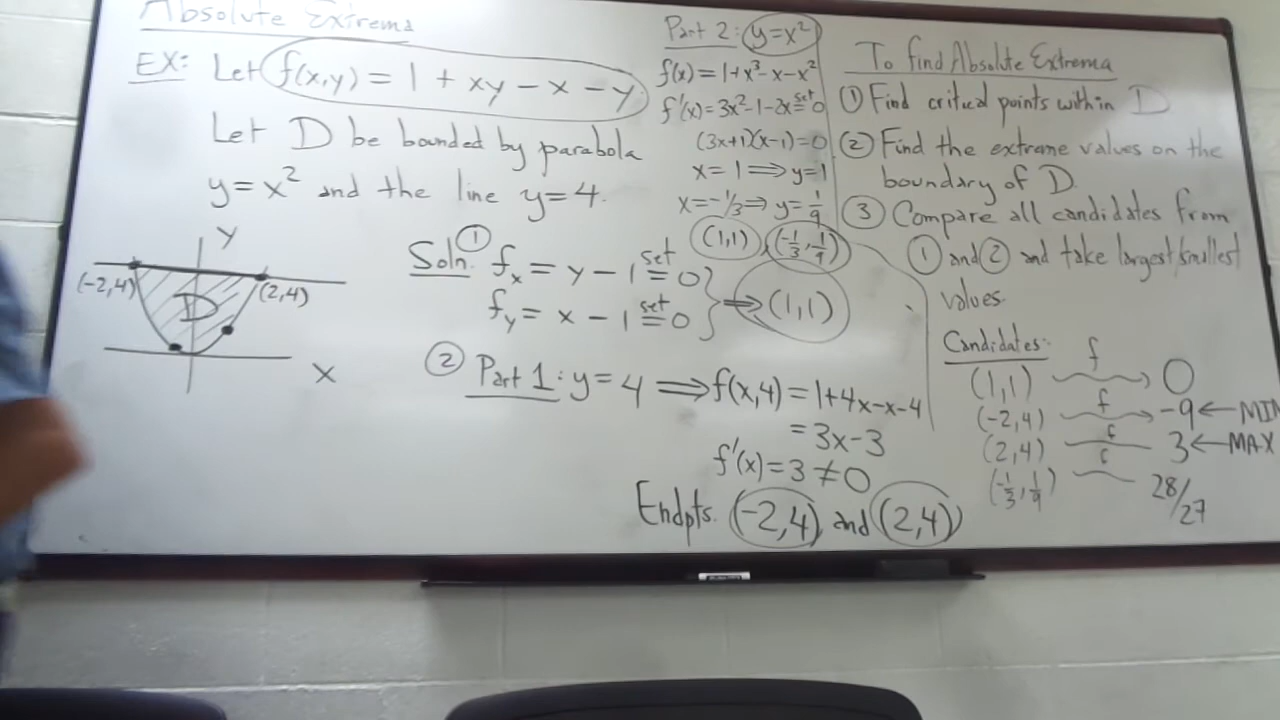 Absolute Extrema
EX: Let f(x,y) = 1 + xy - x - y
Let D be bounded by parabola
y = x² and the line y = 4.
y
(-2,4)
D
(2,4)
x
Soln. ① fx = y - 1 set= 0
fy = x - 1 set= 0 } ⟹ (1,1)
② Part 1: y = 4 ⟹ f(x,4) = 1+4x-x-4
= 3x-3
f'(x) = 3 ≠ 0
Endpts. (-2,4) and (2,4)
Part 2: y=x²
f(x) = 1+x³-x-x²
f'(x) = 3x²-1-2x set= 0
(3x+1)(x-1)=0
x = 1 ⟹ y=1
x=-1/3 ⟹ y=1/9
(1,1), (-1/3, 1/9)
To find Absolute Extrema
① Find critical points within D
② Find the extreme values on the
boundary of D
③ Compare all candidates from
① and ② and take largest/smallest
values.
Candidates:
(1,1) f → 0
(-2,4) f → -9 ← MIN
(2,4) f 3 ← MAX
(-1/3, 1/9) f 28/27